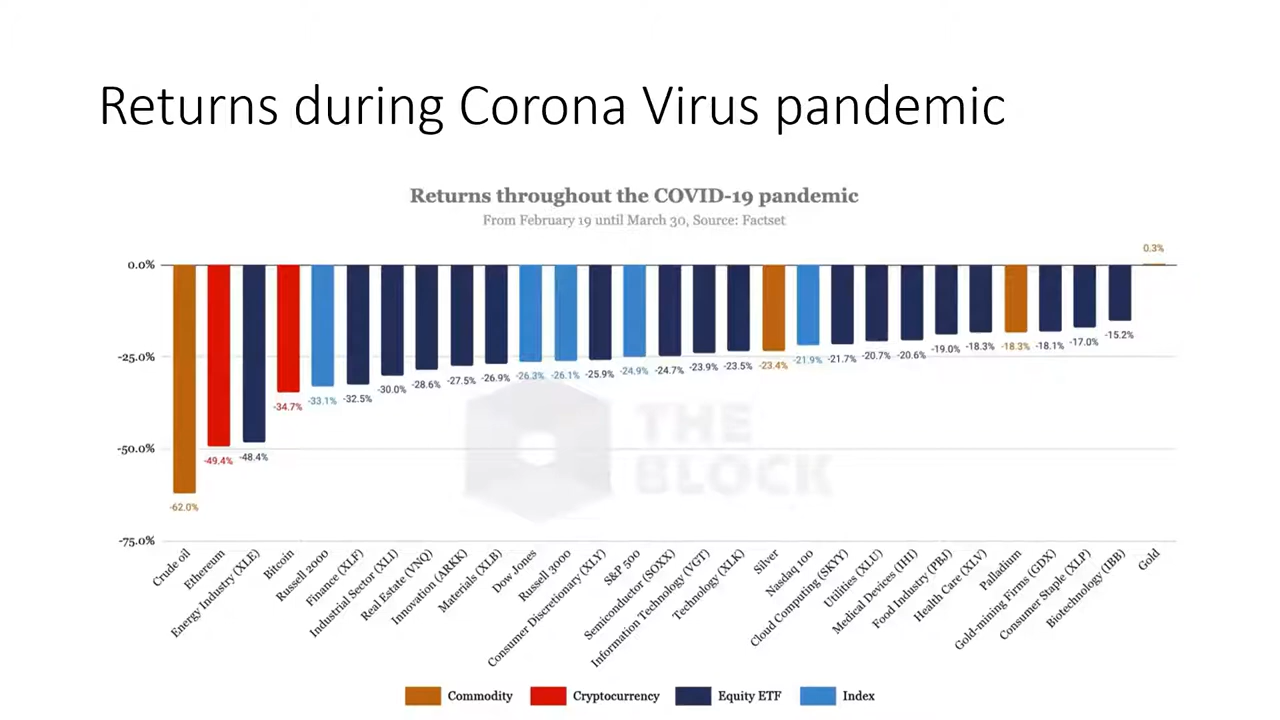 Returns during Corona Virus pandemic
Returns throughout the COVID-19 pandemic
From February 19 until March 30, Source: Factset
0.3%
0.0%
-25.0%
-50.0%
-75.0%
-62.0%
-49.4%
-48.4%
-34.7%
-33.1%
-32.5%
-30.0%
-28.6%
-27.5%
-26.9%
-26.3%
-26.1%
-25.9%
-24.9%
-24.7%
-23.9%
-23.5%
-23.4%
-21.9%
-21.7%
-20.7%
-20.6%
-19.0%
-18.3%
-18.3%
-18.1%
-17.0%
-15.2%
THE
BLOCK
Crude oil
Ethereum
Energy Industry (XLE)
Bitcoin
Russell 2000
Finance (XLF)
Industrial Sector (XLI)
Real Estate (VNQ)
Innovation (ARKK)
Materials (XLB)
Dow Jones
Russell 3000
Consumer Discretionary (XLY)
S&P 500
Semiconductor (SOXX)
Information Technology (VGT)
Technology (XLK)
Silver
Nasdaq 100
Cloud Computing (SKYY)
Utilities (XLU)
Medical Devices (IHI)
Food Industry (PBJ)
Health Care (XLV)
Palladium
Gold-mining Firms (GDX)
Consumer Staple (XLP)
Biotechnology (IBB)
Gold
Commodity
Cryptocurrency
Equity ETF
Index